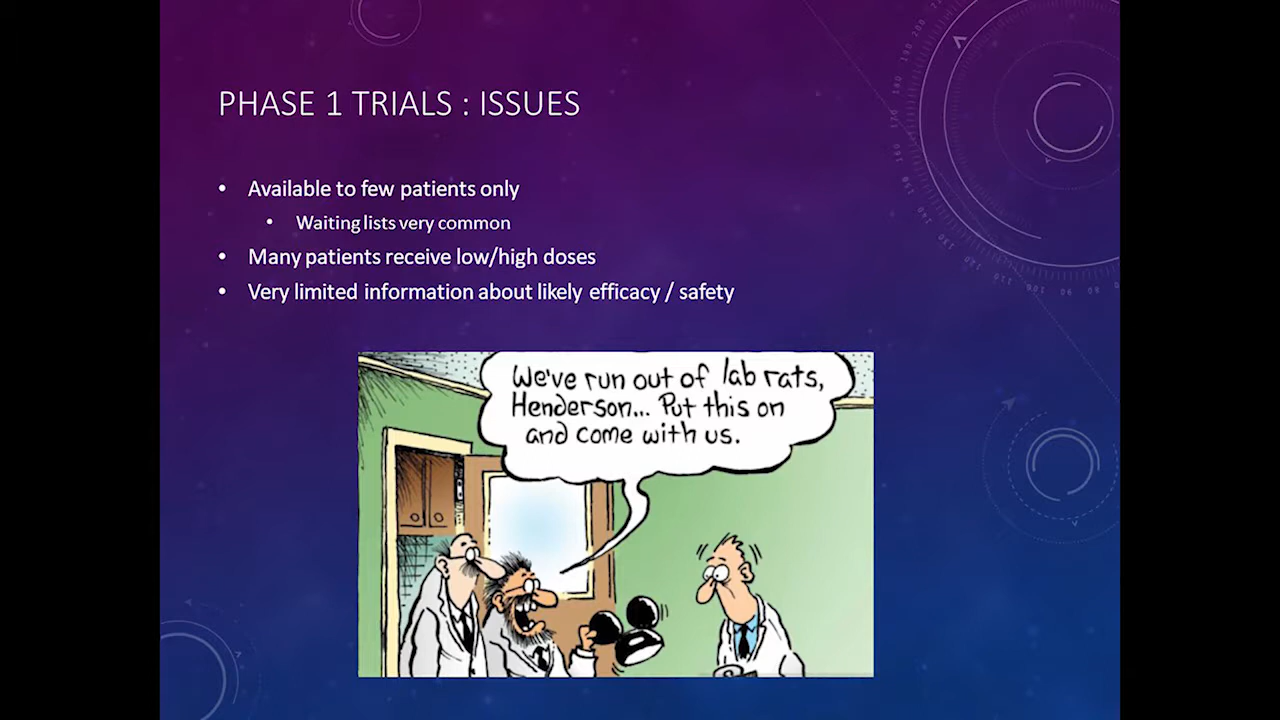 PHASE 1 TRIALS : ISSUES
• Available to few patients only
• Waiting lists very common
• Many patients receive low/high doses
• Very limited information about likely efficacy / safety
We've run out of lab rats,
Henderson... Put this on
and come with us.